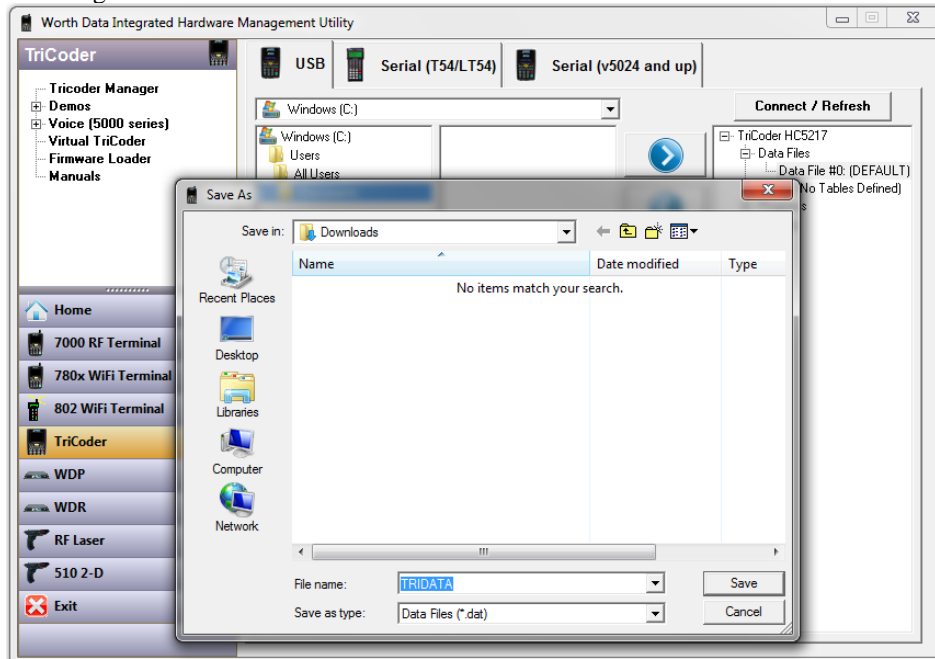 Worth Data Integrated Hardware Management Utility
TriCoder
Tricoder Manager
Demos
Voice (5000 series)
Virtual TriCoder
Firmware Loader
Manuals
Home
7000 RF Terminal
780x WiFi Terminal
802 WiFi Terminal
TriCoder
WDP
WDR
RF Laser
510 2-D
Exit
USB
Serial (T54/LT54)
Serial (v5024 and up)
Windows (C:)
Windows (C:)
Users
All Users
Connect / Refresh
TriCoder HC5217
Data Files
Data File #0: (DEFAULT)
No Tables Defined)
Save As
Save in:
Downloads
Name
Date modified
Type
No items match your search.
Recent Places
Desktop
Libraries
Computer
Network
File name:
TRIDATA
Save
Save as type:
Data Files (*.dat)
Cancel